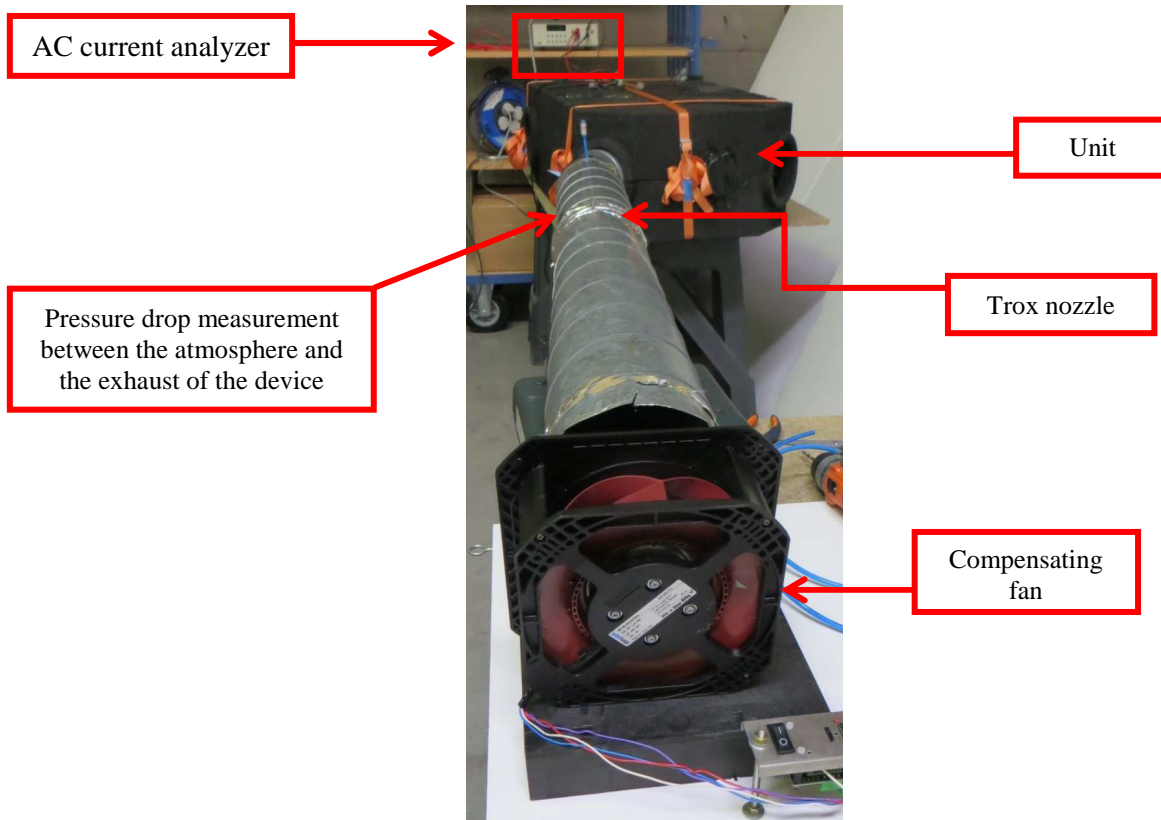 AC current analyzer
Unit
Pressure drop measurement
between the atmosphere and
the exhaust of the device
Trox nozzle
Compensating
fan